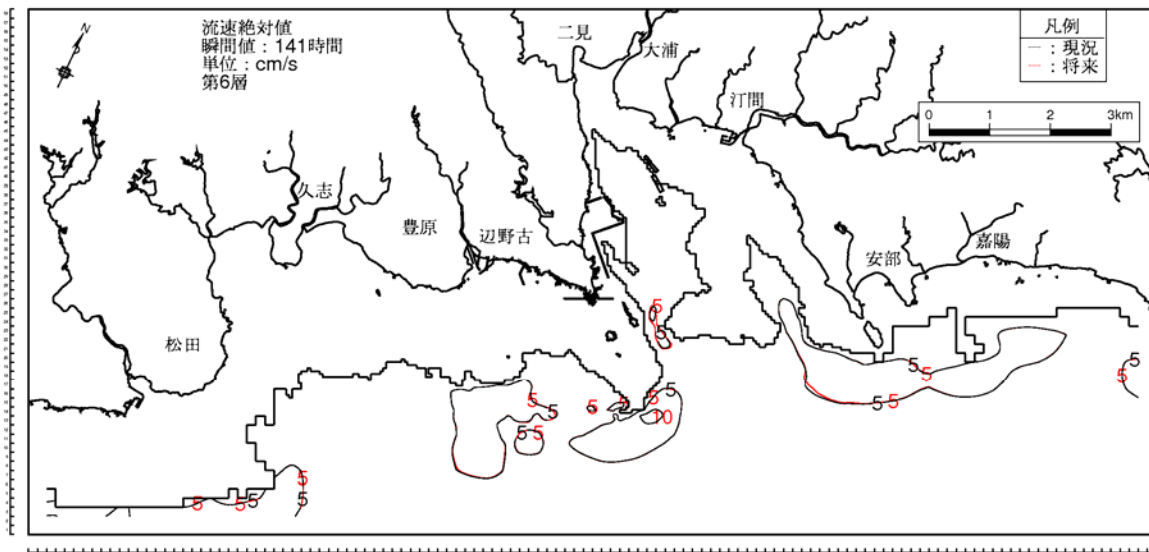 流速絶対値
瞬間値：141時間
単位：cm/s
第6層
N
凡例
―：現況
―：将来
0 1 2 3km
二見
大浦
汀間
久志
豊原
辺野古
安部
嘉陽
松田
5
5
5 5
5 5
5
5 5 5 5 5
5
10
5 5
5 5
5
5 5 5 5